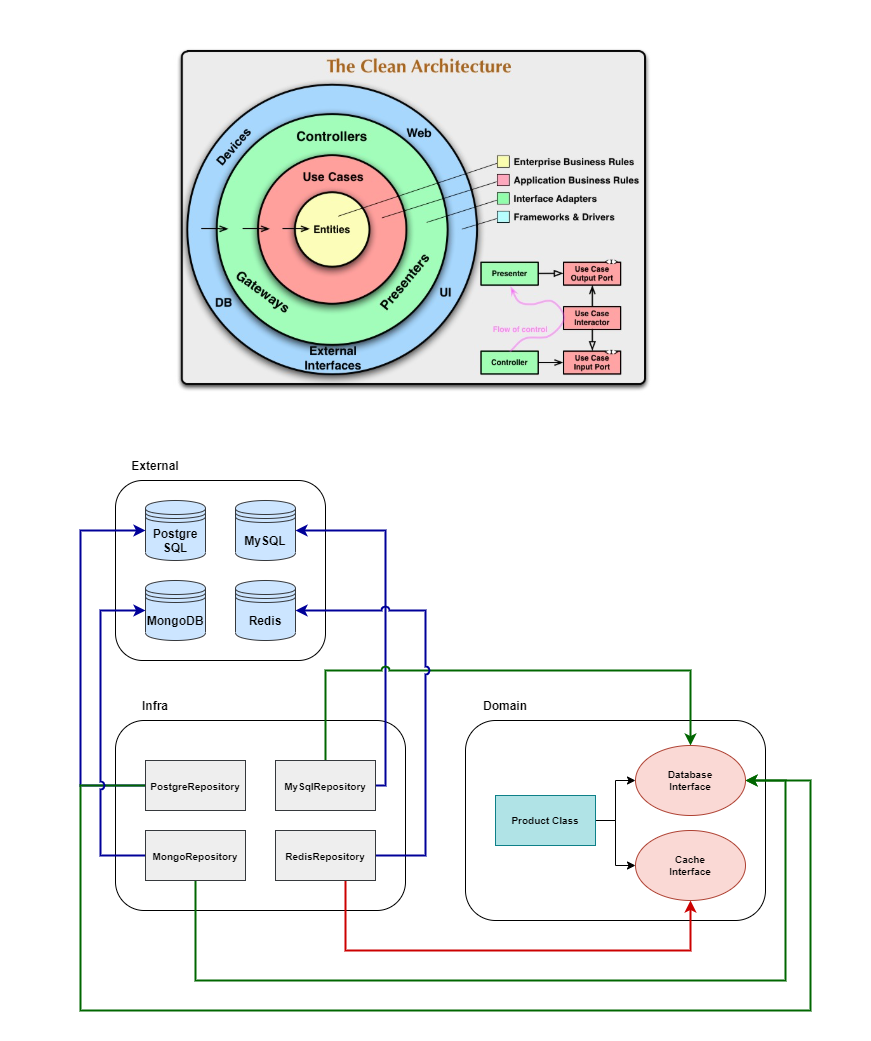 The Clean Architecture
Devices
Controllers
Web
Use Cases
Entities
DB
Gateways
Presenters
UI
External
Interfaces
Enterprise Business Rules
Application Business Rules
Interface Adapters
Frameworks & Drivers
Presenter
Use Case
Output Port
Flow of control
Use Case
Interactor
Controller
Use Case
Input Port
External
Postgre
SQL
MySQL
MongoDB
Redis
Infra
PostgreRepository
MySqlRepository
MongoRepository
RedisRepository
Domain
Product Class
Database
Interface
Cache
Interface